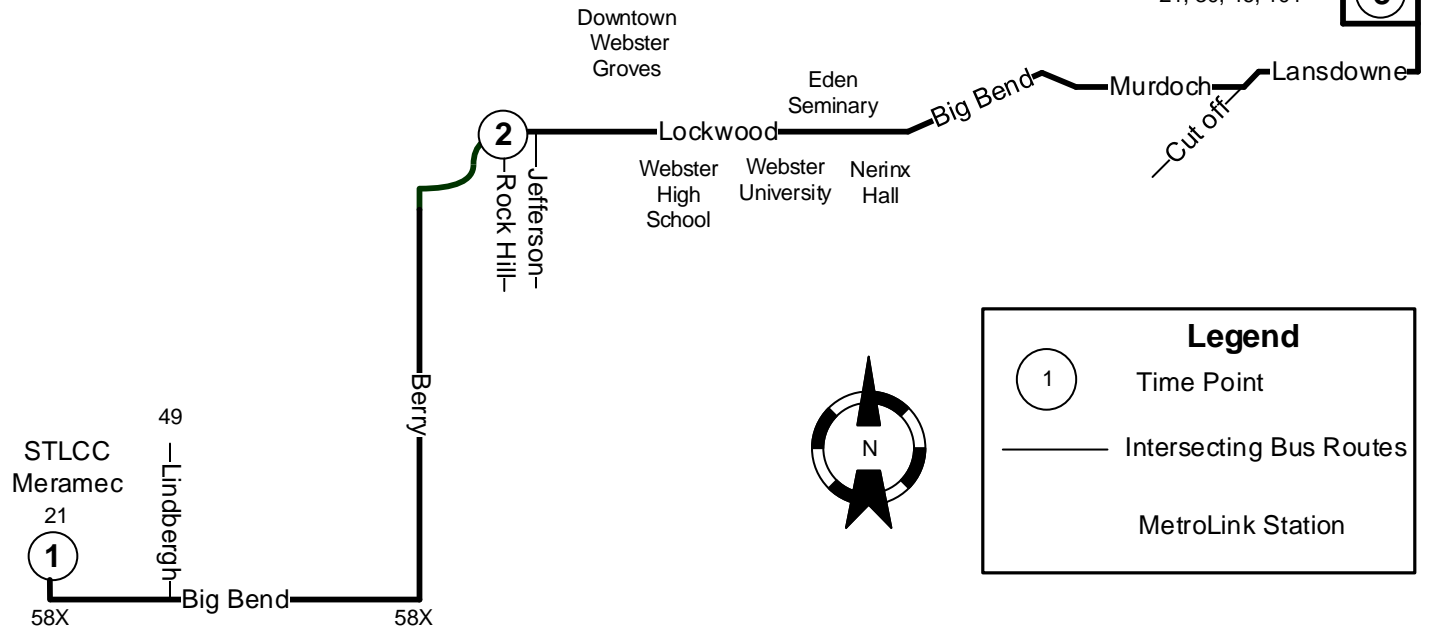 Downtown
Webster
Groves
Eden
Seminary
Big Bend
Murdoch
Lansdowne
Cut off
2
Lockwood
Rock Hill
Jefferson
Webster
High
School
Webster
University
Nerinx
Hall
Berry
49
STLCC
Meramec
21
1
Lindbergh
Big Bend
58X
58X
N
Legend
1
Time Point
Intersecting Bus Routes
MetroLink Station